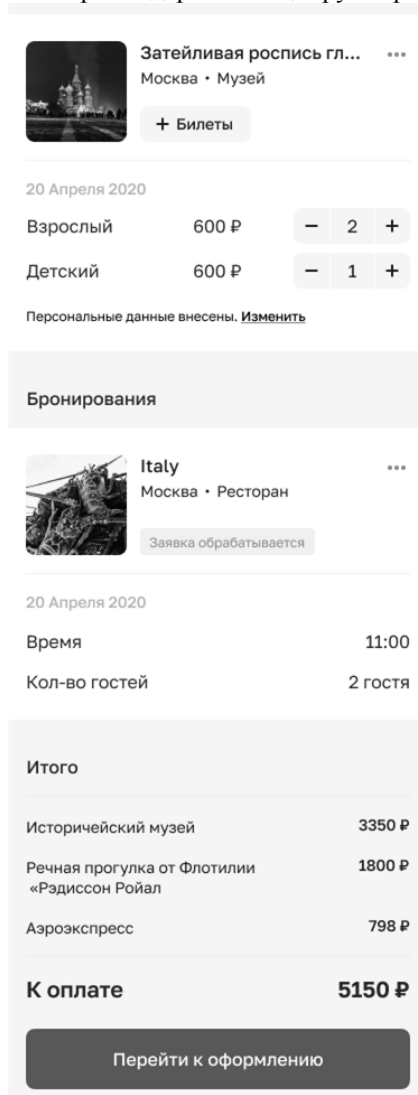 Затейливая роспись гл...
Москва • Музей
+ Билеты
20 Апреля 2020
Взрослый 600 ₽ − 2 +
Детский 600 ₽ − 1 +
Персональные данные внесены. Изменить
Бронирования
Italy
Москва • Ресторан
Заявка обрабатывается
20 Апреля 2020
Время 11:00
Кол-во гостей 2 гостя
Итого
Историчейский музей 3350 ₽
Речная прогулка от Флотилии 1800 ₽
«Рэдиссон Ройал
Аэроэкспресс 798 ₽
К оплате 5150 ₽
Перейти к оформлению